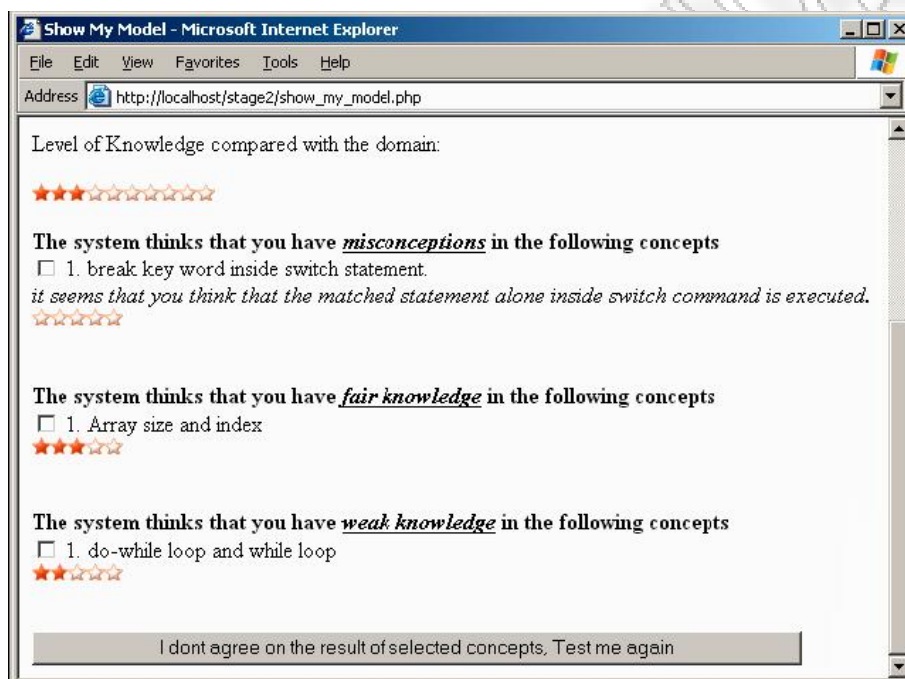 Show My Model - Microsoft Internet Explorer
File Edit View Favorites Tools Help
Address http://localhost/stage2/show_my_model.php
Level of Knowledge compared with the domain:
The system thinks that you have misconceptions in the following concepts
1. break key word inside switch statement.
it seems that you think that the matched statement alone inside switch command is executed.
The system thinks that you have fair knowledge in the following concepts
1. Array size and index
The system thinks that you have weak knowledge in the following concepts
1. do-while loop and while loop
I dont agree on the result of selected concepts, Test me again